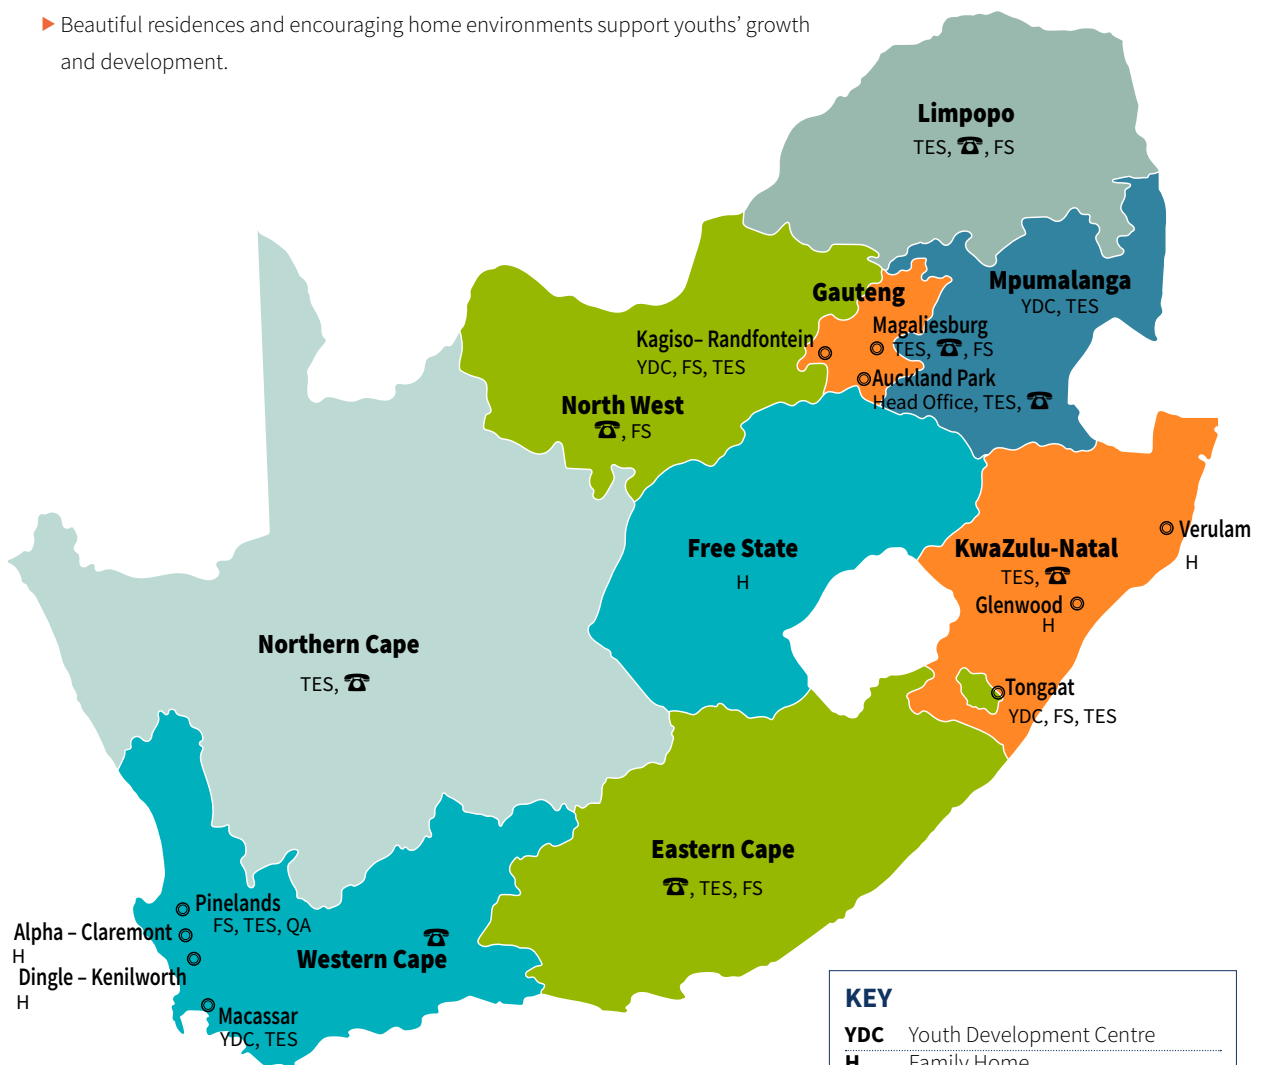 Beautiful residences and encouraging home environments support youths’ growth
and development.
Limpopo
TES, ☎, FS
Mpumalanga
YDC, TES
Gauteng
Magaliesburg
TES, ☎, FS
Kagiso– Randfontein
YDC, FS, TES
Auckland Park
Head Office, TES, ☎
North West
☎, FS
Free State
H
KwaZulu-Natal
TES, ☎
Verulam
H
Glenwood
H
Tongaat
YDC, FS, TES
Northern Cape
TES, ☎
Eastern Cape
☎, TES, FS
Pinelands
FS, TES, QA
Alpha – Claremont
H
Dingle – Kenilworth
H
☎
Western Cape
Macassar
YDC, TES
KEY
YDC Youth Development Centre
H Family Home